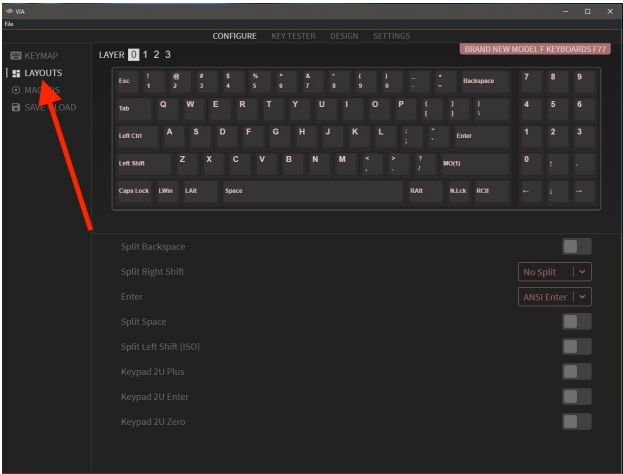 VIA
File
CONFIGURE KEY TESTER DESIGN SETTINGS
KEYMAP
LAYER 0 1 2 3
BRAND NEW MODEL F KEYBOARDS F77
LAYOUTS
SAVE LOAD
Esc ! 1 @ 2 # 3 $ 4 % 5 ^ 6 & 7 * 8 ( 9 ) 0 _ - + = Backspace 7 8 9
Tab Q W E R T Y U I O P { [ } ] | \ 4 5 6
Left Ctrl A S D F G H J K L : ; " ' Enter 1 2 3
Left Shift Z X C V B N M < , > . ? / MO(1) 0 ↑ .
Caps Lock LWin LAlt Space RAlt N.Lck RCtl ← ↓ →
Split Backspace
Split Right Shift No Split
Enter ANSI Enter
Split Space
Split Left Shift (ISO)
Keypad 2U Plus
Keypad 2U Enter
Keypad 2U Zero